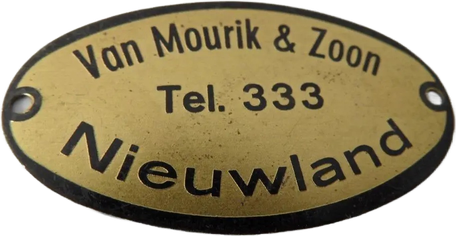 Van Mourik & Zoon
Tel. 333
Nieuwland